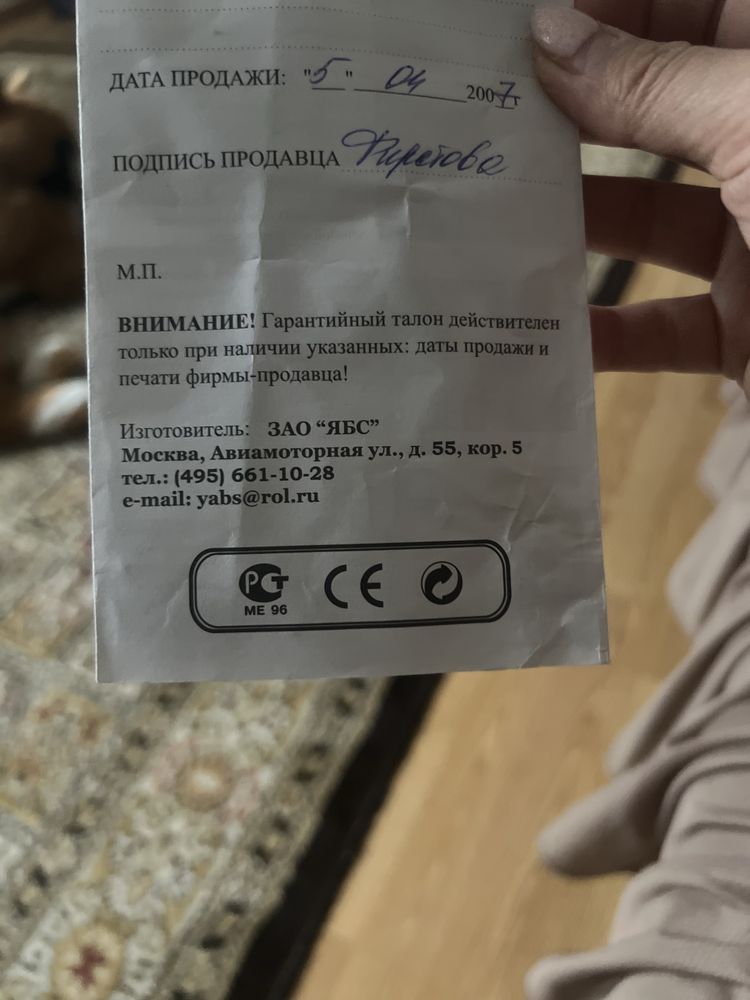 ДАТА ПРОДАЖИ: "5" 04 2007г
ПОДПИСЬ ПРОДАВЦА
М.П.
ВНИМАНИЕ! Гарантийный талон действителен
только при наличии указанных: даты продажи и
печати фирмы-продавца!
Изготовитель: ЗАО “ЯБС”
Москва, Авиамоторная ул., д. 55, кор. 5
тел.: (495) 661-10-28
e-mail: yabs@rol.ru
РСТ CE
МЕ 96